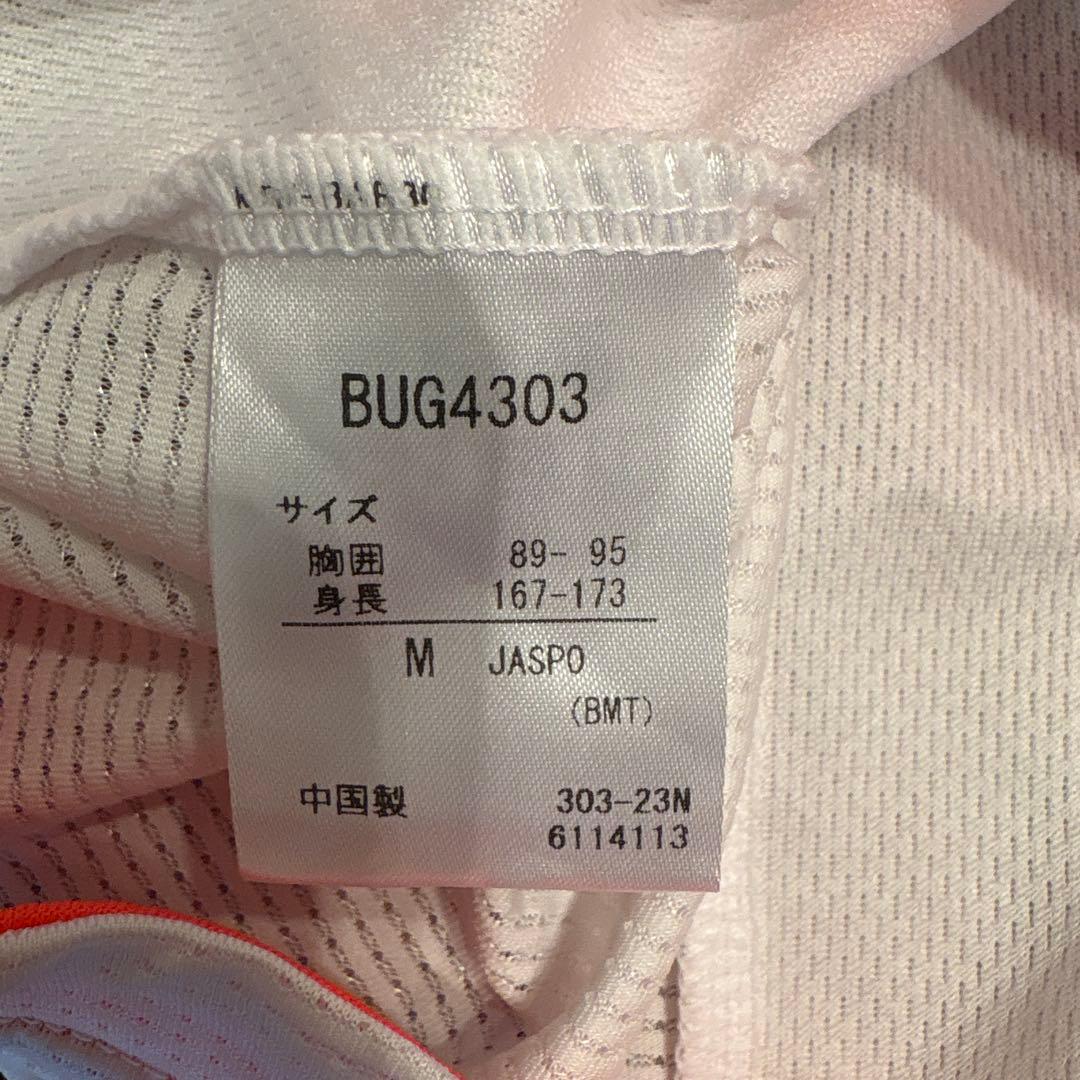 BUG4303
サイズ
胸囲 89- 95
身長 167-173
M JASPO
(BMT)
中国製 303-23N
6114113